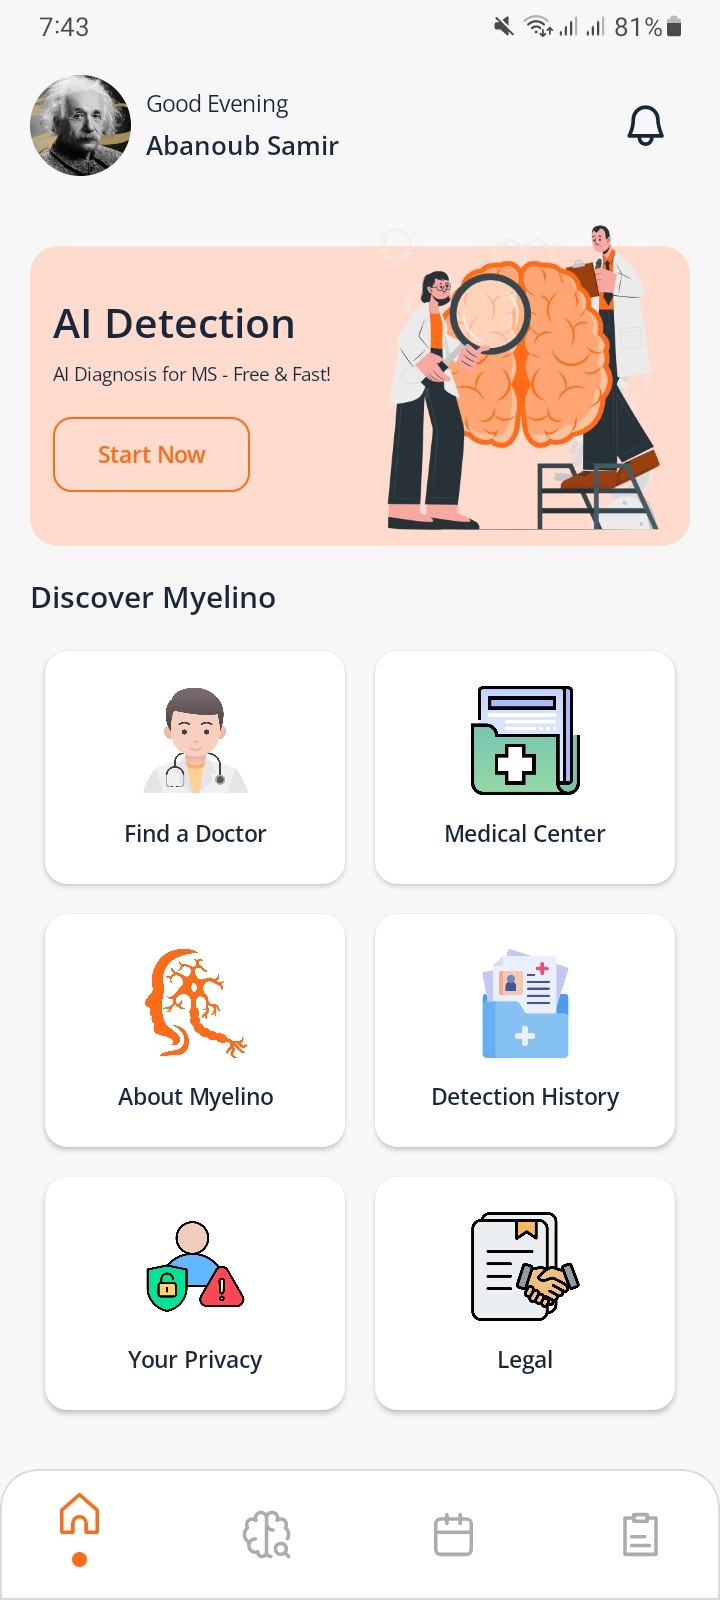 7:43
81%
Good Evening
Abanoub Samir
AI Detection
AI Diagnosis for MS - Free & Fast!
Start Now
Discover Myelino
Find a Doctor
Medical Center
About Myelino
Detection History
Your Privacy
Legal